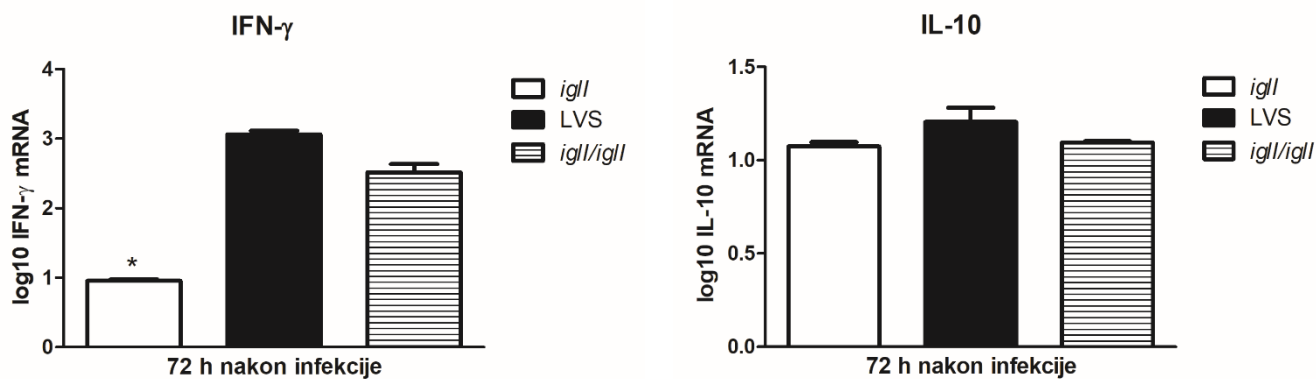 IFN-γ
log10 IFN-γ mRNA
4
3
2
1
0
*
iglI
LVS
iglI/iglI
72 h nakon infekcije
IL-10
log10 IL-10 mRNA
1.5
1.0
0.5
0.0
iglI
LVS
iglI/iglI
72 h nakon infekcije